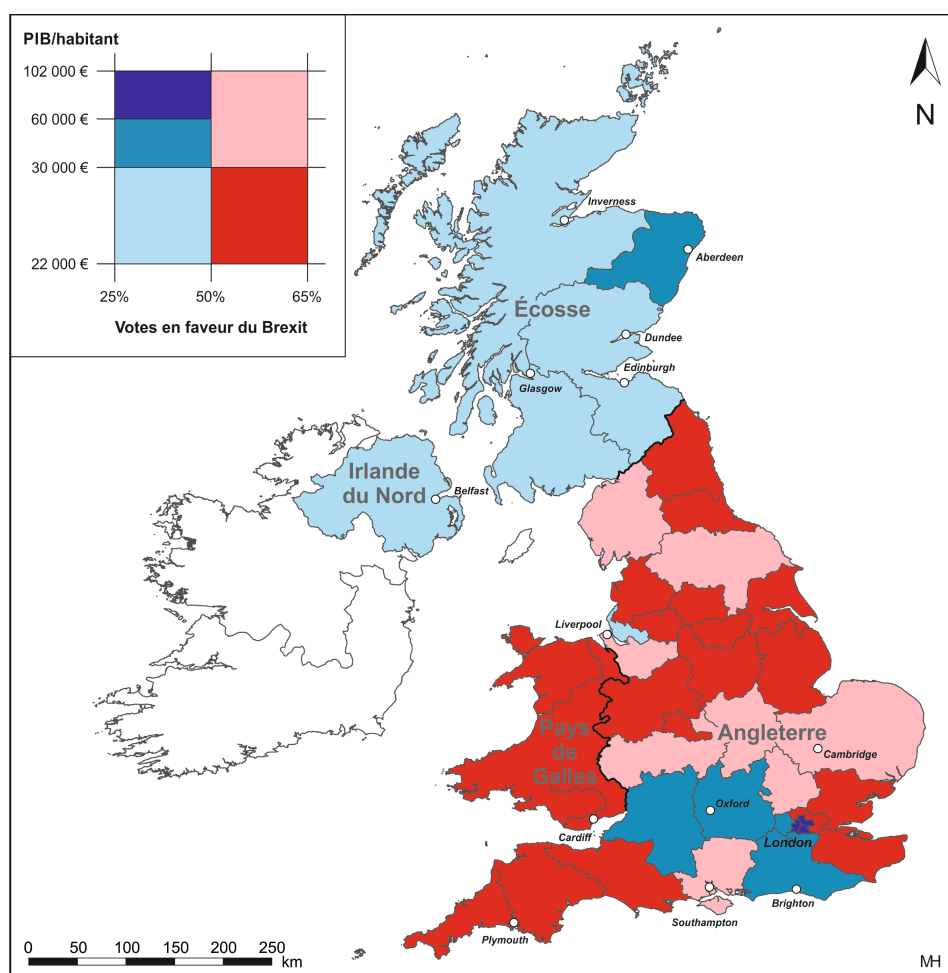 PIB/habitant
102 000 €
60 000 €
30 000 €
22 000 €
25%
50%
65%
Votes en faveur du Brexit
N
Inverness
Aberdeen
Écosse
Dundee
Edinburgh
Glasgow
Irlande
du Nord
Belfast
Liverpool
Pays
de
Galles
Angleterre
Cambridge
Oxford
London
Cardiff
Brighton
Southampton
Plymouth
0 50 100 150 200 250
km
MH